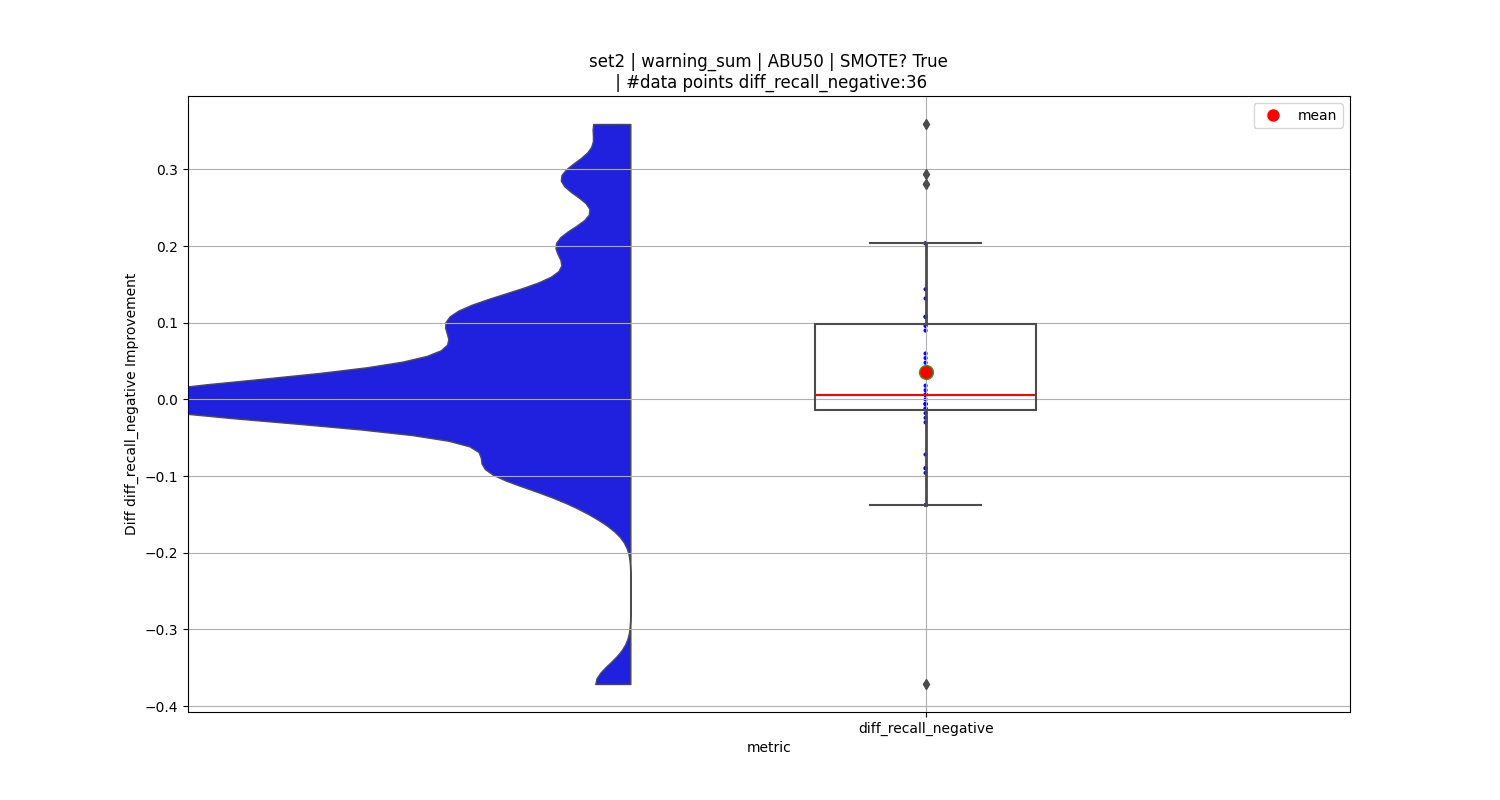 set2 | warning_sum | ABU50 | SMOTE? True
| #data points diff_recall_negative:36
mean
0.3
0.2
0.1
0.0
−0.1
−0.2
−0.3
−0.4
Diff diff_recall_negative Improvement
diff_recall_negative
metric